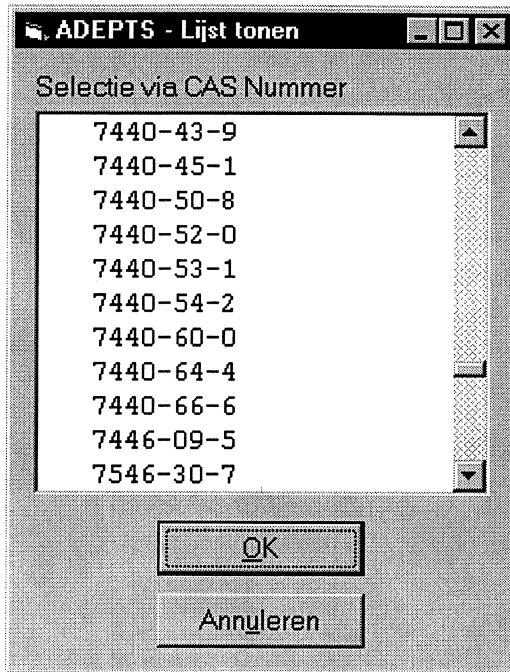 ADEPTS - Lijst tonen
Selectie via CAS Nummer
7440-43-9
7440-45-1
7440-50-8
7440-52-0
7440-53-1
7440-54-2
7440-60-0
7440-64-4
7440-66-6
7446-09-5
7546-30-7
OK
Annuleren